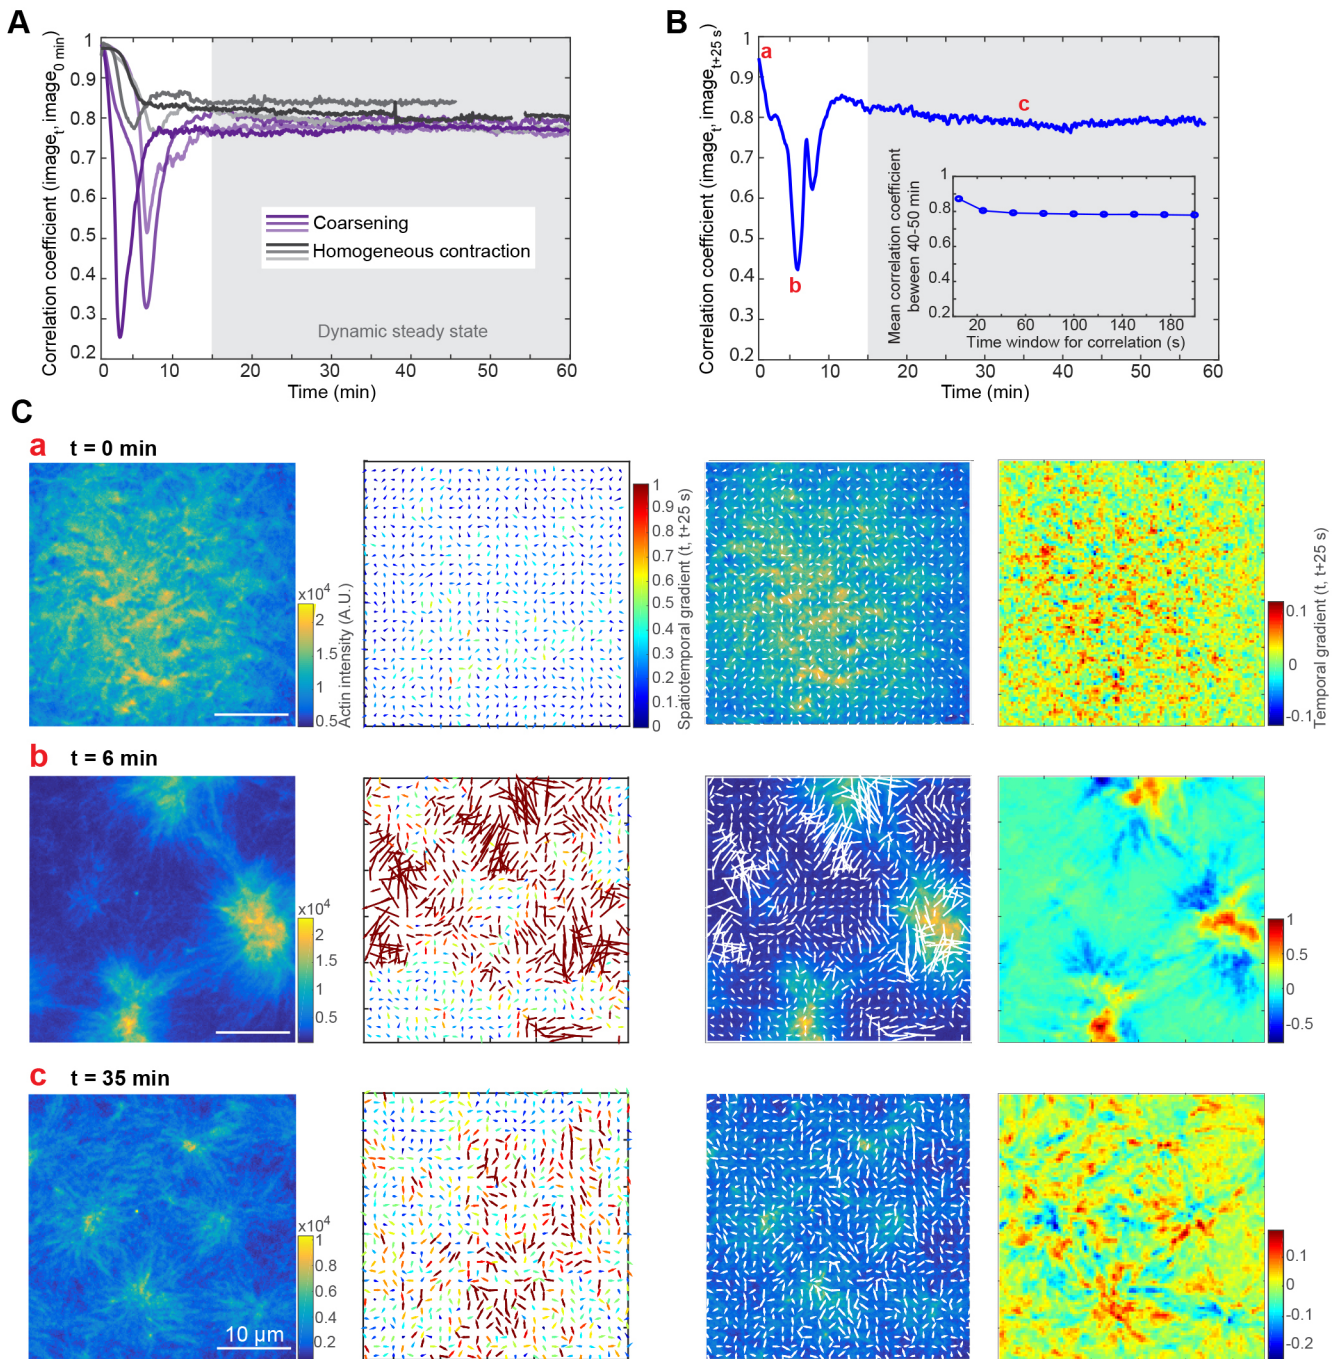 A
Correlation coefficient (image_t, image_0 min)
1
0.9
0.8
0.7
0.6
0.5
0.4
0.3
0.2
0
10
20
30
40
50
60
Time (min)
Coarsening
Homogeneous contraction
Dynamic steady state
B
Correlation coefficient (image_t, image_t+25 s)
1
0.9
0.8
0.7
0.6
0.5
0.4
0.3
0.2
0
10
20
30
40
50
60
Time (min)
a
b
c
Mean correlation coefficient
beween 40-50 min
1
0.8
0.6
0.4
0.2
20
60
100
140
180
Time window for correlation (s)
C
a t = 0 min
x10⁴
2
1.5
1
0.5
Actin intensity (A.U.)
1
0.9
0.8
0.7
0.6
0.5
0.4
0.3
0.2
0.1
0
Spatiotemporal gradient (t, t+25 s)
0.1
0
-0.1
Temporal gradient (t, t+25 s)
b t = 6 min
x10⁴
2
1.5
1
0.5
1
0.5
0
-0.5
c t = 35 min
10 µm
x10⁴
1
0.8
0.6
0.4
0.2
0.1
0
-0.1
-0.2